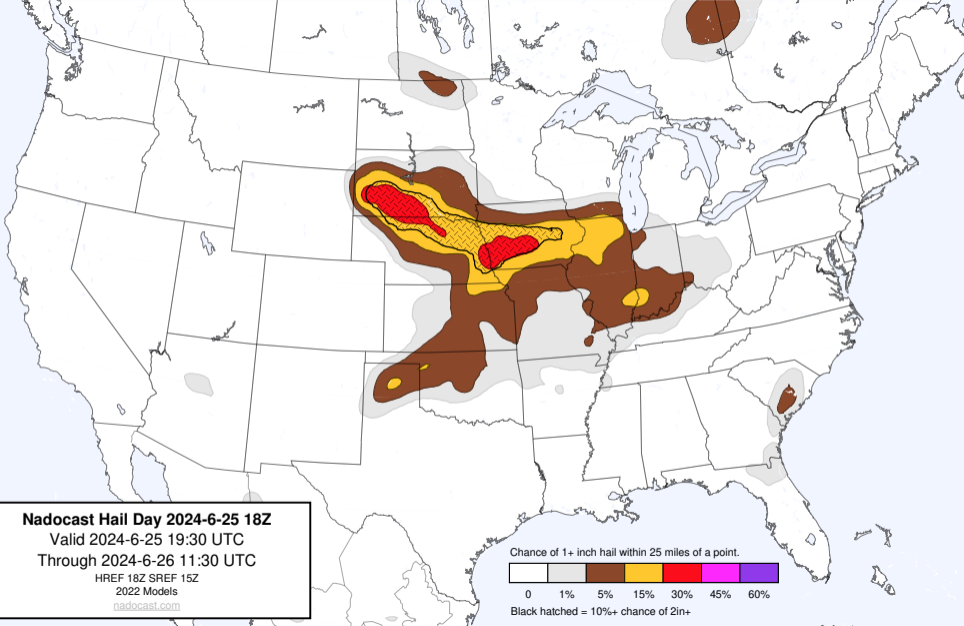 Nadocast Hail Day 2024-6-25 18Z
Valid 2024-6-25 19:30 UTC
Through 2024-6-26 11:30 UTC
HREF 18Z SREF 15Z
2022 Models
nadocast.com
Chance of 1+ inch hail within 25 miles of a point.
0 1% 5% 15% 30% 45% 60%
Black hatched = 10%+ chance of 2in+